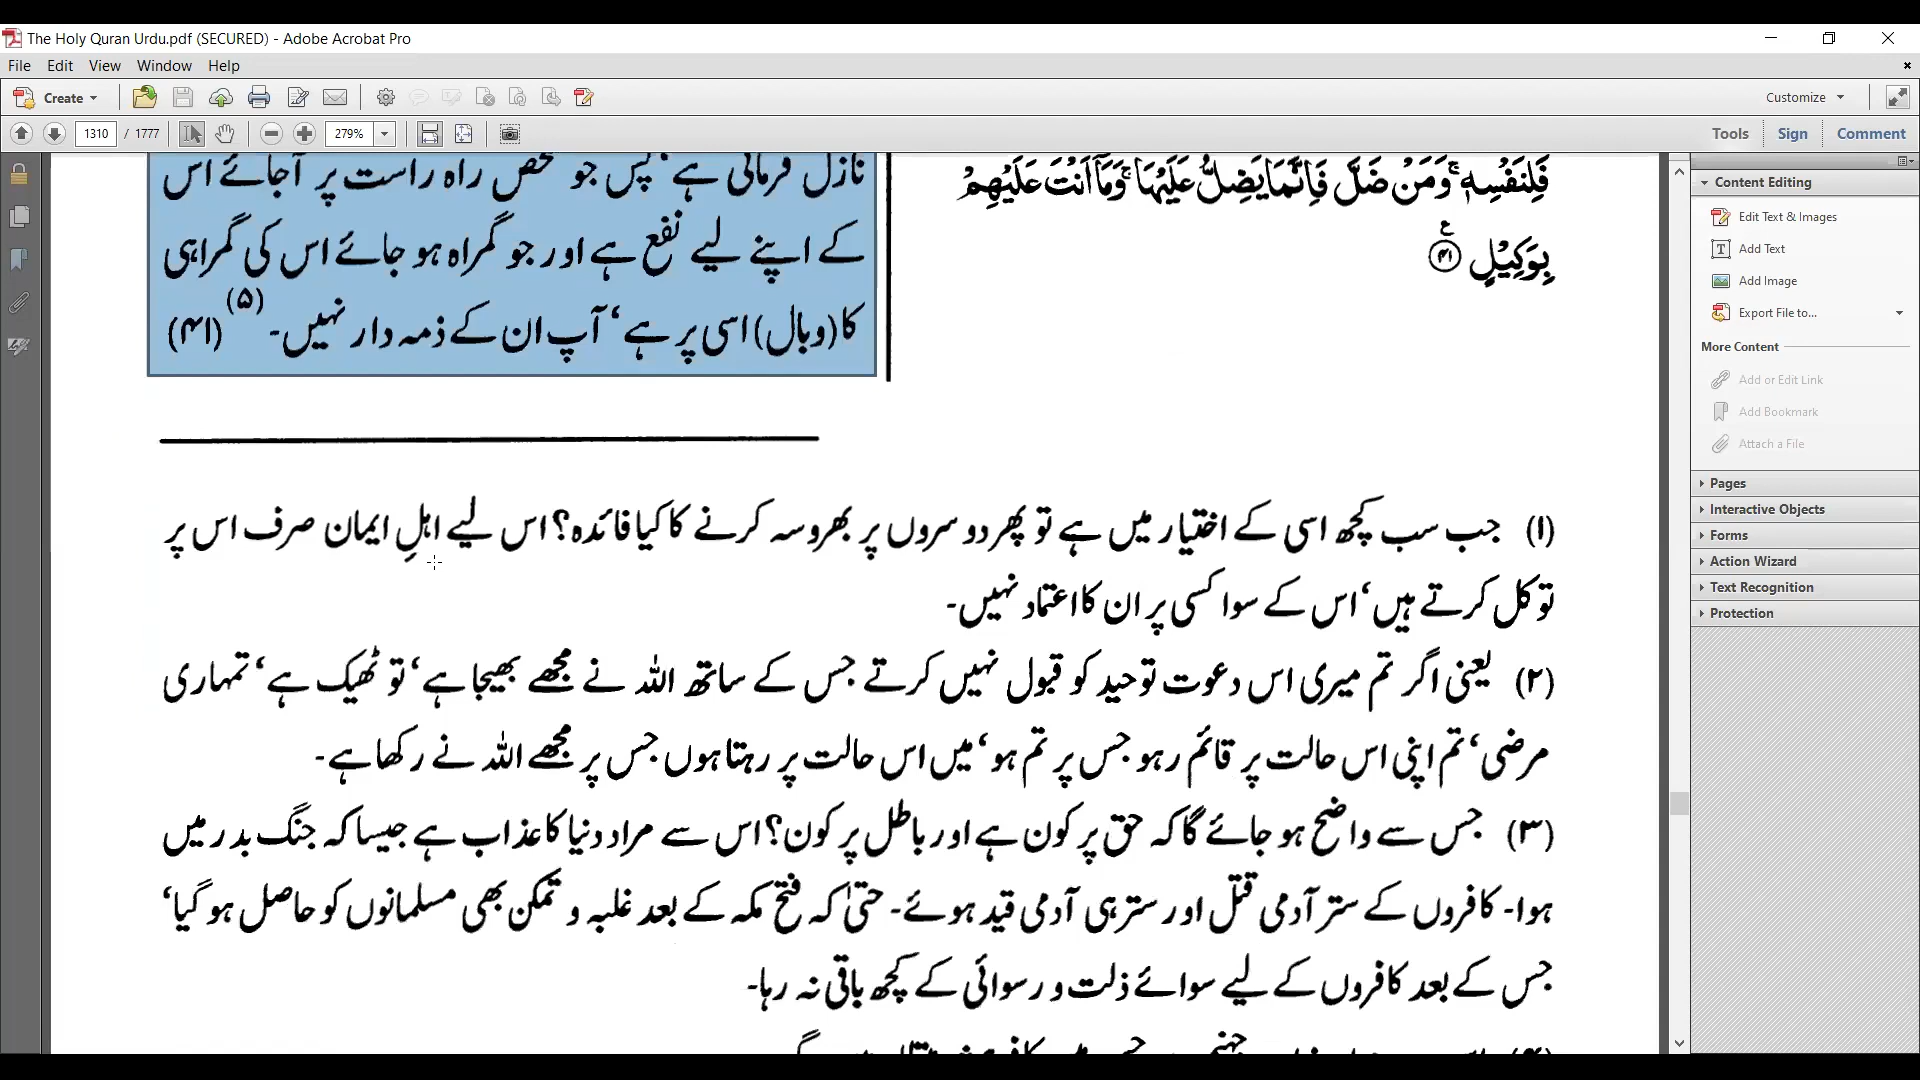 The Holy Quran Urdu.pdf (SECURED) - Adobe Acrobat Pro
File Edit View Window Help
Create
Customize
1310 / 1777
279%
Tools Sign Comment
فَلِنَفْسِهٖ ۚ وَمَنْ ضَلَّ فَاِنَّمَا يَضِلُّ عَلَيْهَا ۚ وَمَآ اَنْتَ عَلَيْهِمْ
بِوَكِيْلٍ ﴿۴۱﴾ ع
نازل فرمائی ہے‘ پس جو شخص راہ راست پر آجائے اس
کے اپنے لیے نفع ہے اور جو گمراہ ہو جائے اس کی گمراہی
کا (وبال) اسی پر ہے‘ آپ ان کے ذمہ دار نہیں۔ (۵) (۴۱)
(۱) جب سب کچھ اسی کے اختیار میں ہے تو پھر دوسروں پر بھروسہ کرنے کا کیا فائدہ؟ اس لیے اہلِ ایمان صرف اس پر
توکل کرتے ہیں‘ اس کے سوا کسی پر ان کا اعتماد نہیں۔
(۲) یعنی اگر تم میری اس دعوت توحید کو قبول نہیں کرتے جس کے ساتھ اللہ نے مجھے بھیجا ہے‘ تو ٹھیک ہے‘ تمہاری
مرضی‘ تم اپنی اس حالت پر قائم رہو جس پر تم ہو‘ میں اس حالت پر رہتا ہوں جس پر مجھے اللہ نے رکھا ہے۔
(۳) جس سے واضح ہو جائے گا کہ حق پر کون ہے اور باطل پر کون؟ اس سے مراد دنیا کا عذاب ہے جیسا کہ جنگ بدر میں
ہوا۔ کافروں کے ستر آدمی قتل اور ستر ہی آدمی قید ہوئے۔ حتیٰ کہ فتح مکہ کے بعد غلبہ و تمکن بھی مسلمانوں کو حاصل ہو گیا‘
جس کے بعد کافروں کے لیے سوائے ذلت و رسوائی کے کچھ باقی نہ رہا۔
Content Editing
Edit Text & Images
Add Text
Add Image
Export File to...
More Content
Add or Edit Link
Add Bookmark
Attach a File
Pages
Interactive Objects
Forms
Action Wizard
Text Recognition
Protection